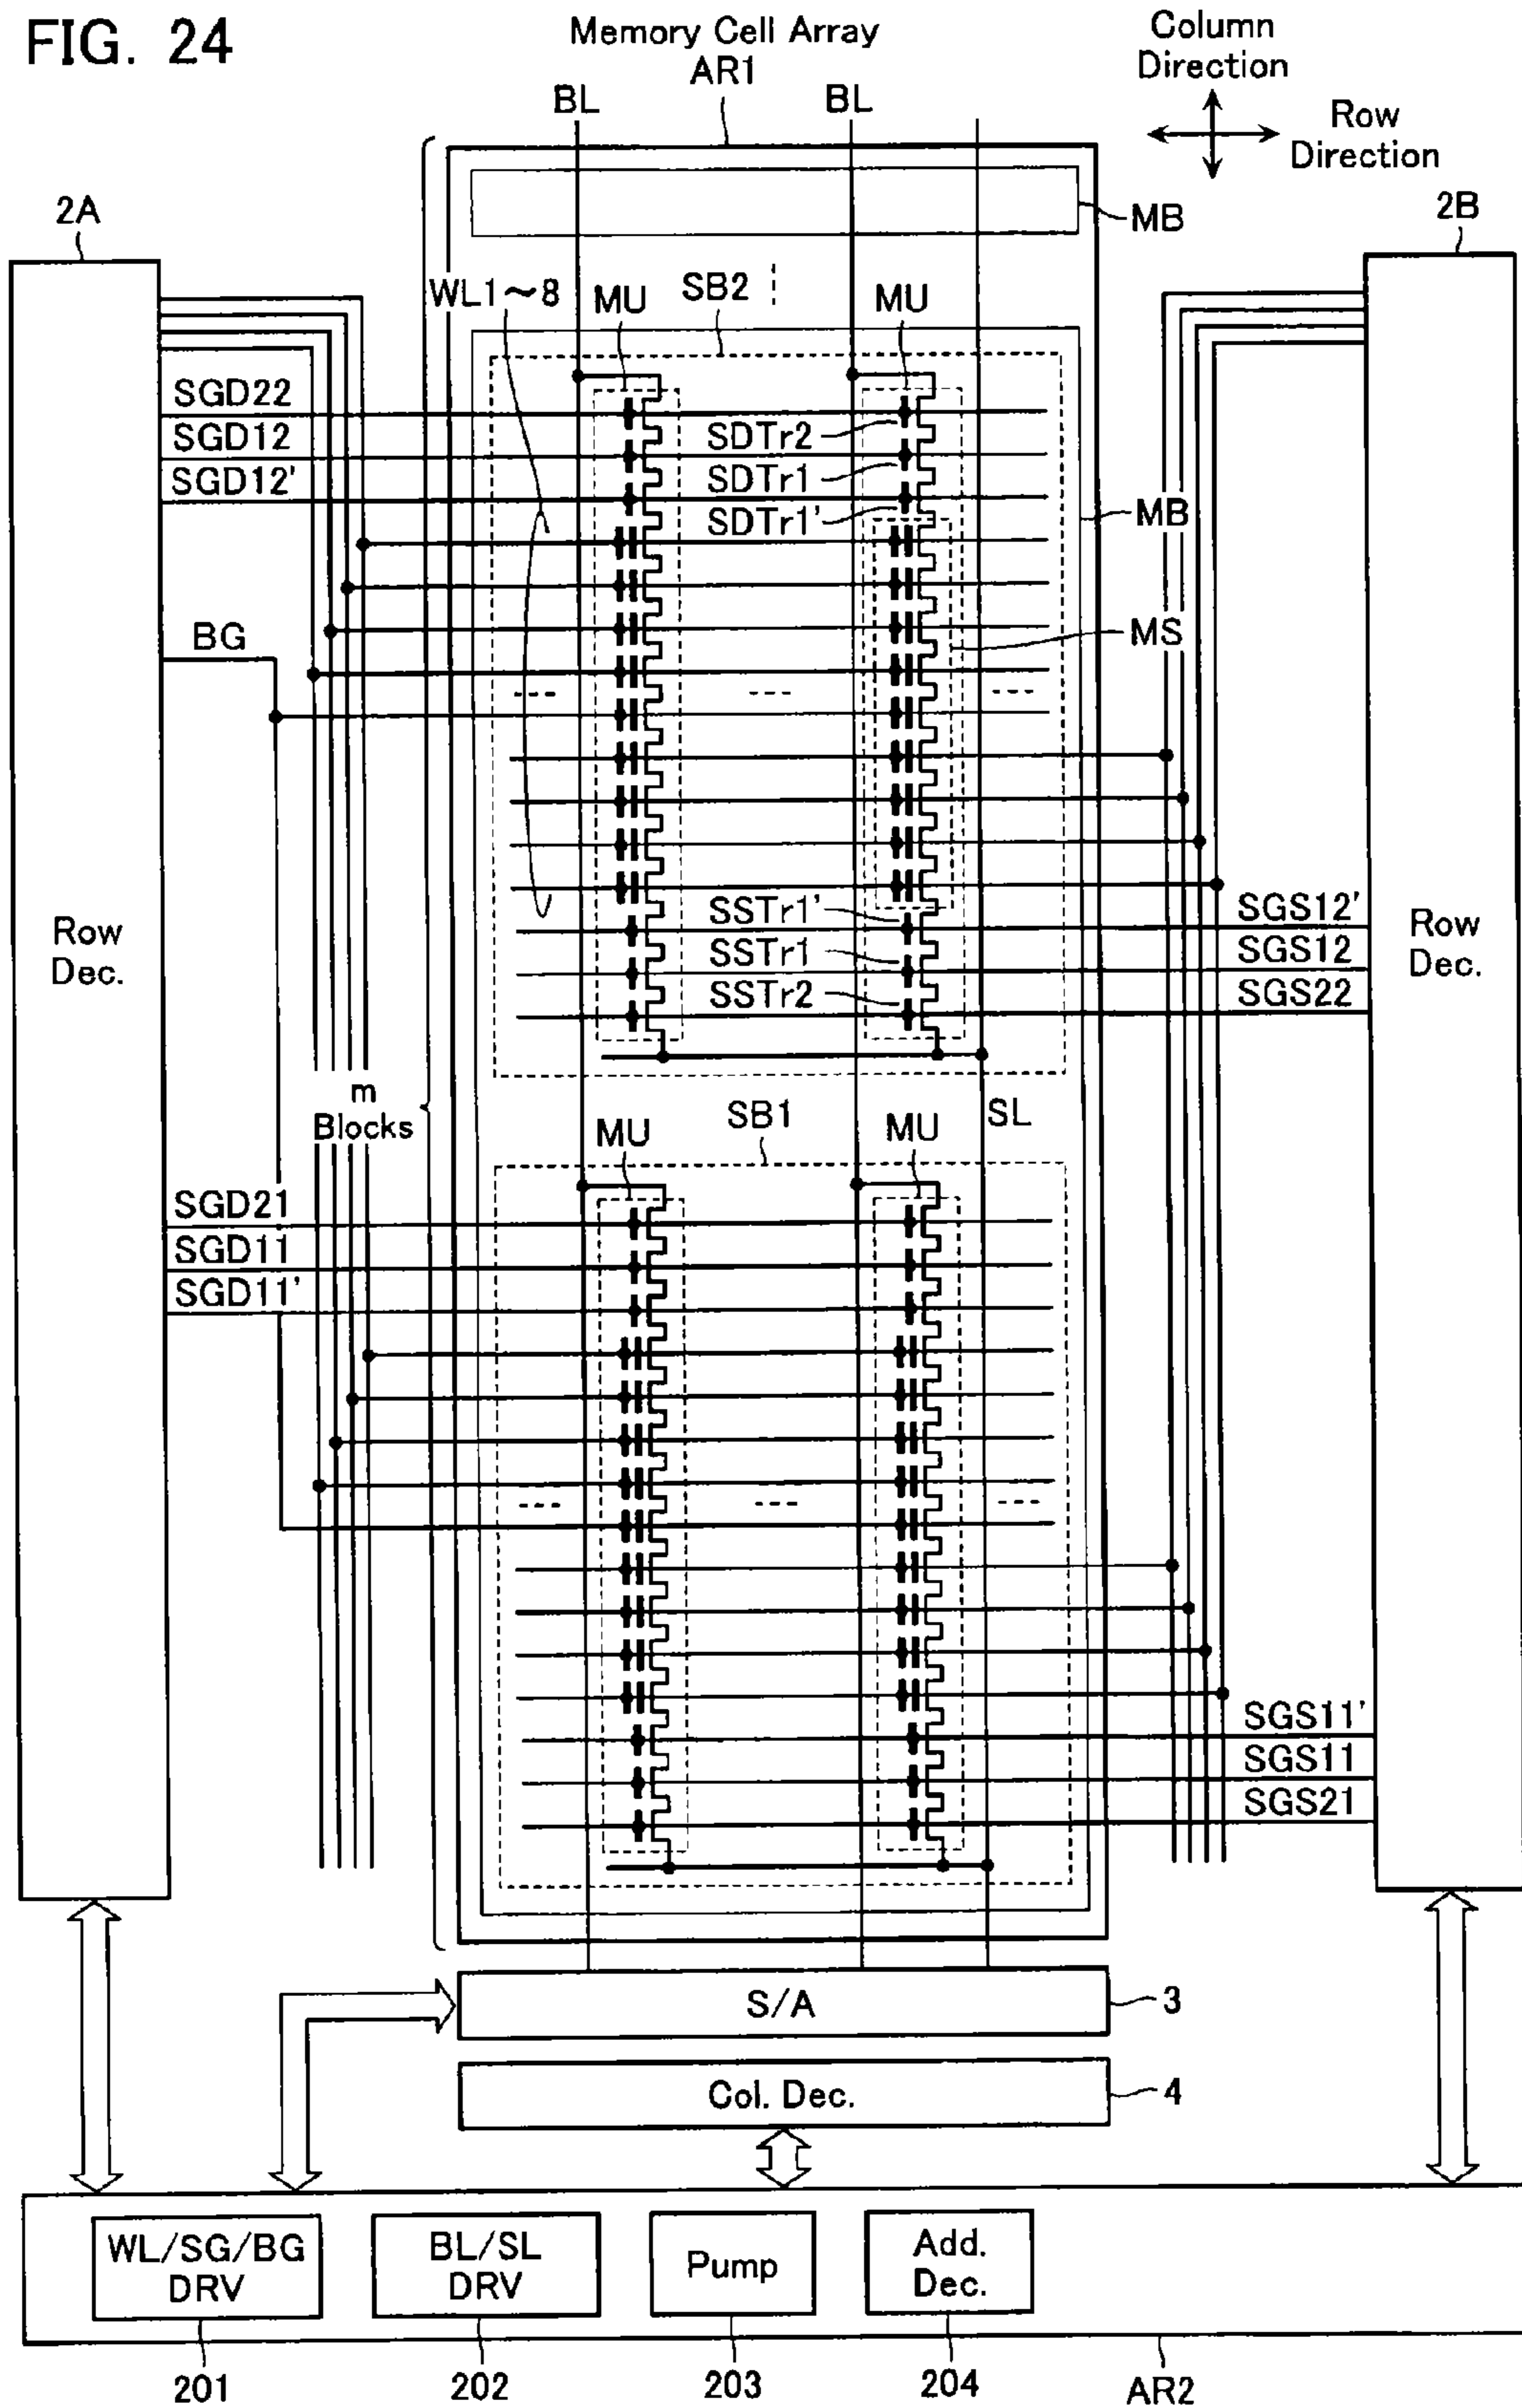 FIG. 24
Memory Cell Array
AR1
Column
Direction
Row
Direction
BL
BL
2A
MB
2B
WL1~8
MU
SB2
MU
SGD22
SGD12
SGD12'
SDTr2
SDTr1
SDTr1'
MB
BG
MS
Row
Dec.
Row
Dec.
SSTr1'
SSTr1
SSTr2
SGS12'
SGS12
SGS22
m
Blocks
MU
SB1
MU
SL
SGD21
SGD11
SGD11'
SGS11'
SGS11
SGS21
S/A
3
Col. Dec.
4
WL/SG/BG
DRV
BL/SL
DRV
Pump
Add.
Dec.
201
202
203
204
AR2